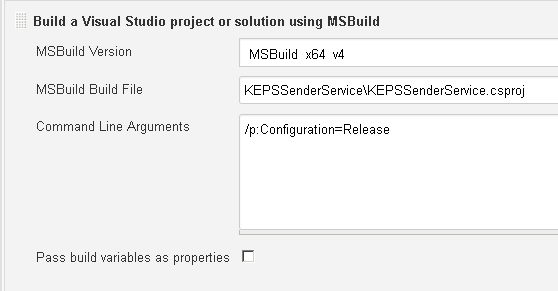 Build a Visual Studio project or solution using MSBuild
MSBuild Version
MSBuild x64 v4
MSBuild Build File
KEPSSenderService\KEPSSenderService.csproj
Command Line Arguments
/p:Configuration=Release
Pass build variables as properties